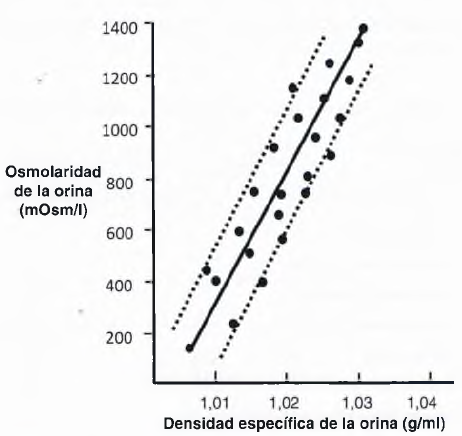 1400
1200
1000
800
600
400
200
Osmolaridad
de la orina
(mOsm/l)
1,01 1,02 1,03 1,04
Densidad específica de la orina (g/ml)